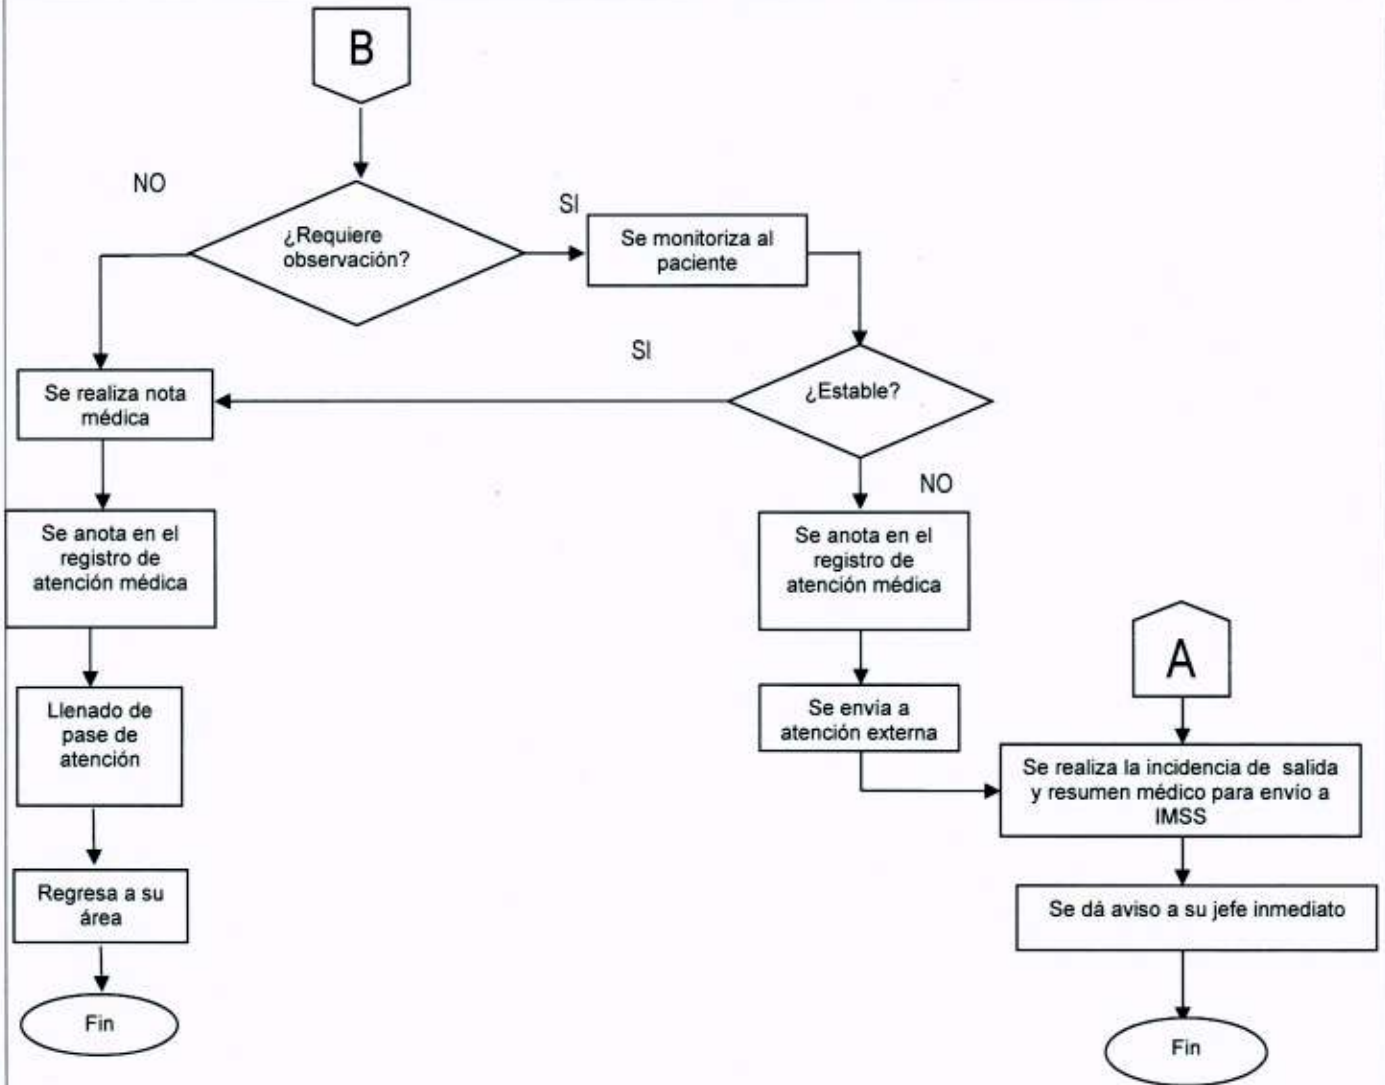 B
NO
¿Requiere
observación?
SI
Se monitoriza al
paciente
SI
¿Estable?
Se realiza nota
médica
NO
Se anota en el
registro de
atención médica
Se anota en el
registro de
atención médica
A
Llenado de
pase de
atención
Se envia a
atención externa
Se realiza la incidencia de salida
y resumen médico para envío a
IMSS
Regresa a su
área
Se dá aviso a su jefe inmediato
Fin
Fin